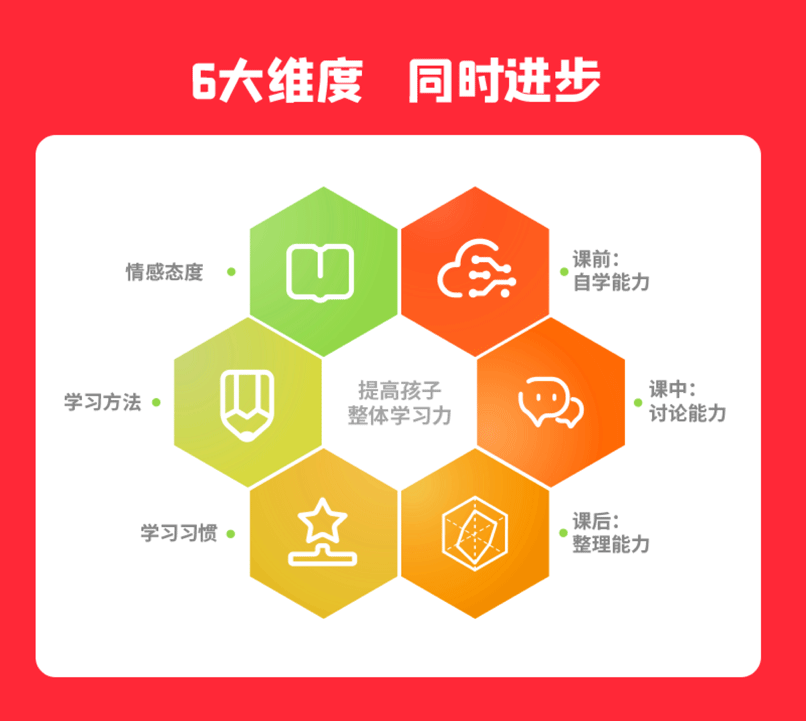 6大维度 同时进步
情感态度
课前：
自学能力
学习方法
提高孩子
整体学习力
课中：
讨论能力
学习习惯
课后：
整理能力